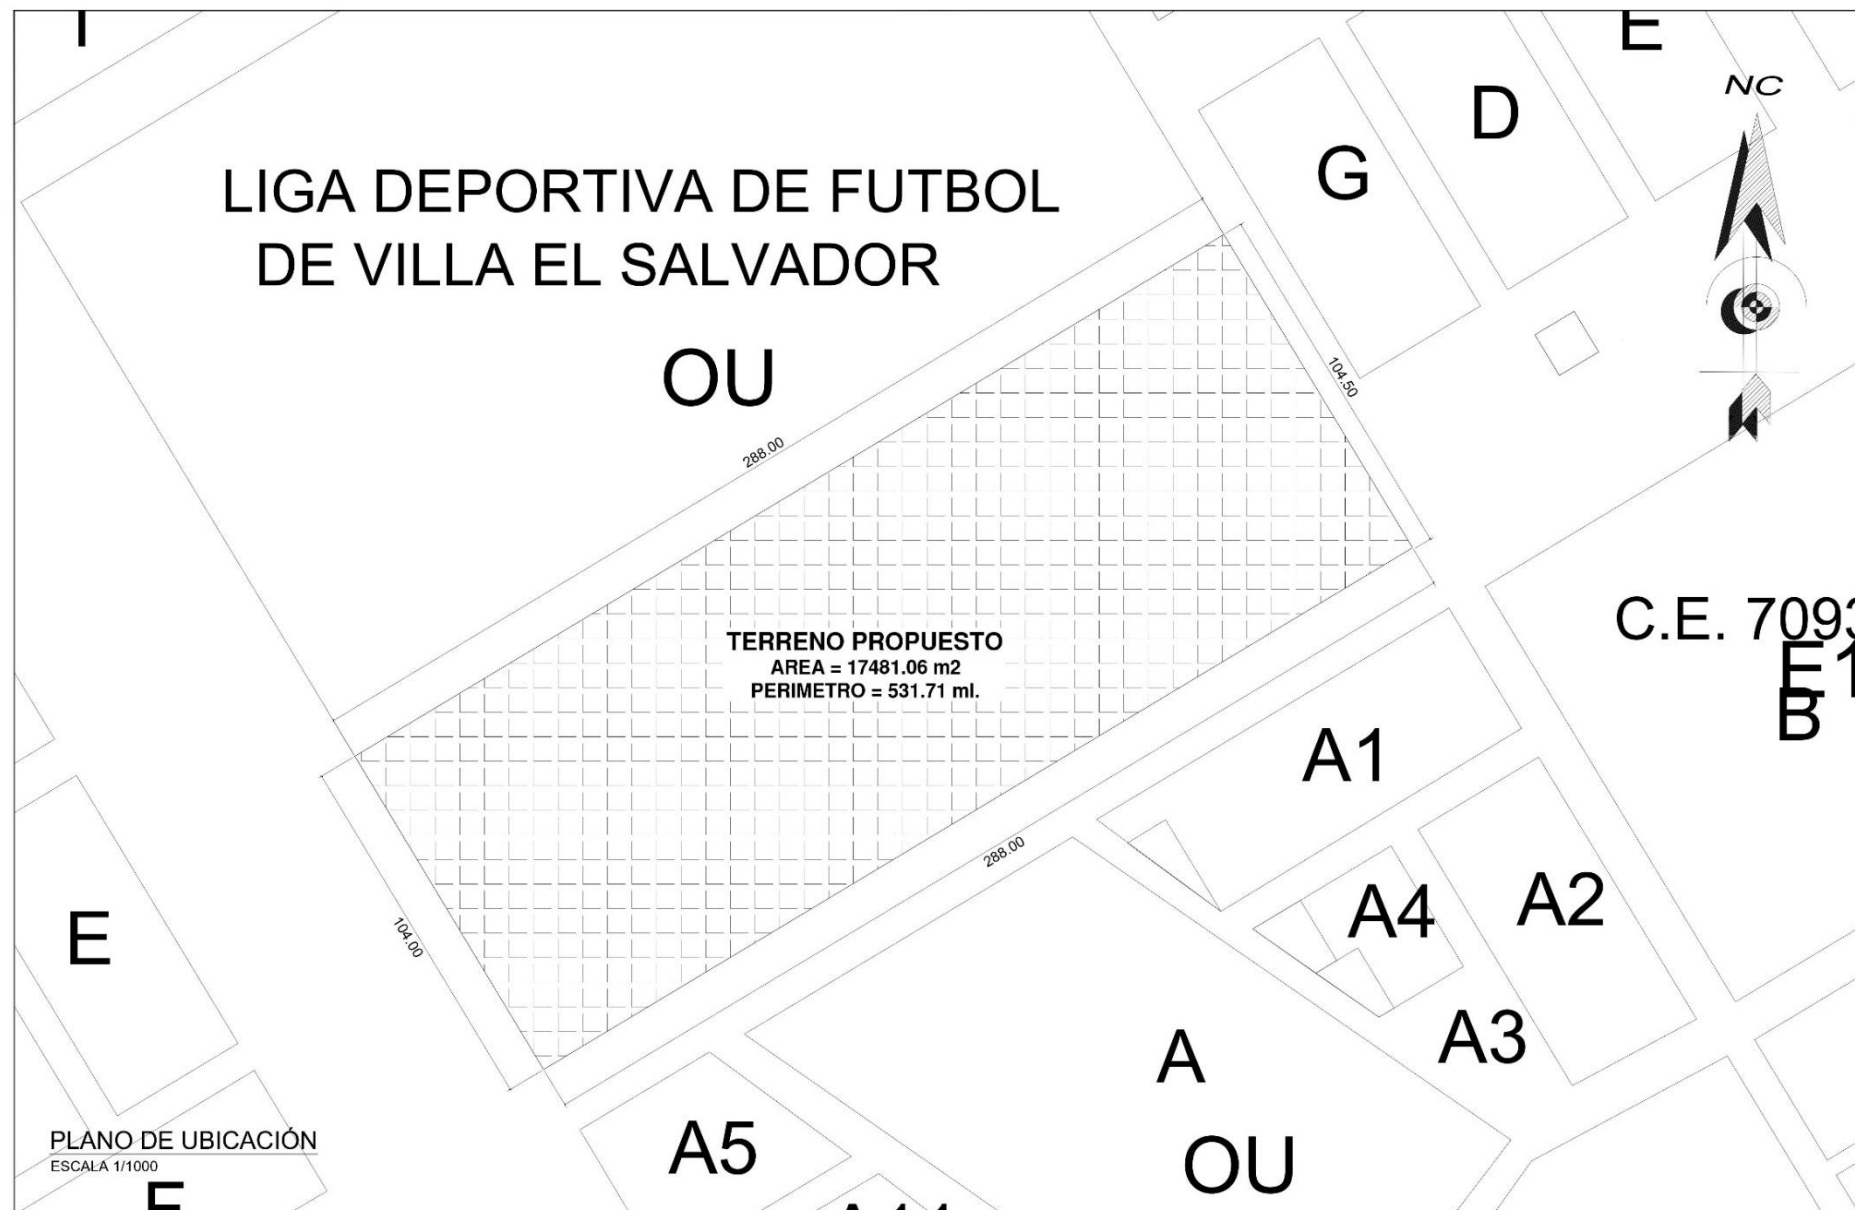 NC
D
G
LIGA DEPORTIVA DE FUTBOL
DE VILLA EL SALVADOR
OU
104.50
288.00
C.E. 7093
E1
B
TERRENO PROPUESTO
AREA = 17481.06 m2
PERIMETRO = 531.71 ml.
A1
288.00
A4
A2
E
104.00
A3
A
OU
A5
PLANO DE UBICACIÓN
ESCALA 1/1000
E